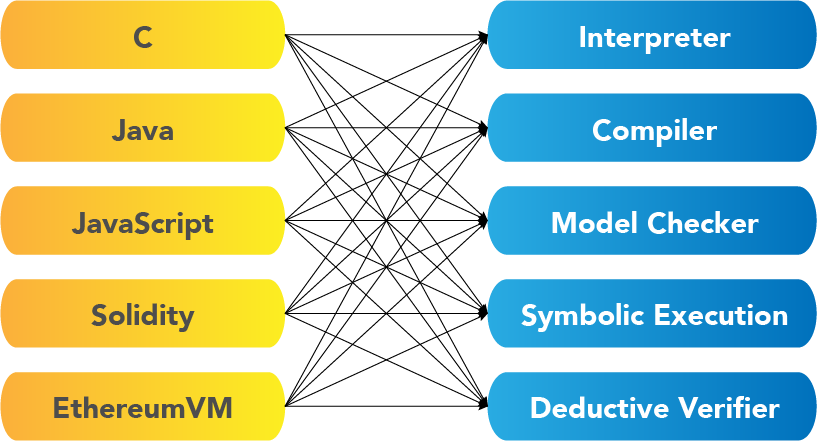 C
Interpreter
Java
Compiler
JavaScript
Model Checker
Solidity
Symbolic Execution
EthereumVM
Deductive Verifier